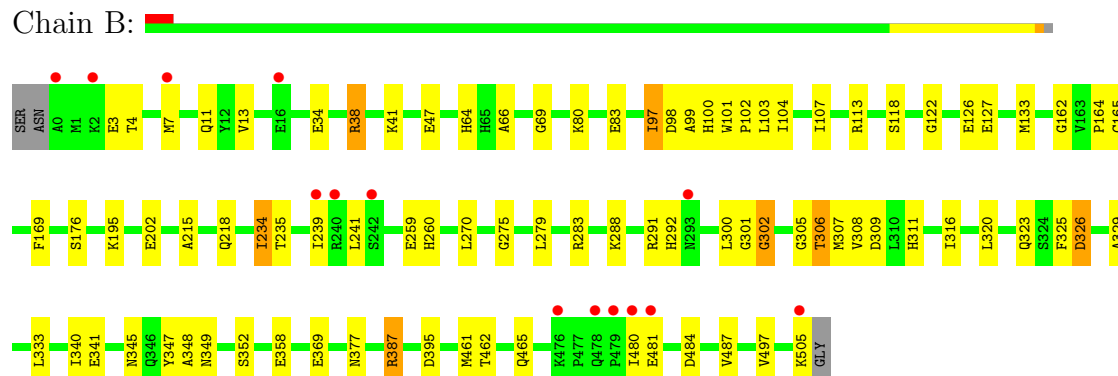 Chain B:
SER ASN A0 M1 K2 E3 T4 M7 Q11 Y12 V13 E16 E34 R38 K41 E47 H64 H65 A66 G69 K80 E83 I97 D98 A99 H100 W101 P102 L103 I104 I107 R113 S118 G122 E126 E127 M133 G162 V163 P164
F169 S176 K195 E202 A215 Q218 I234 T235 I239 R240 L241 S242 E259 H260 L270 G275 L279 R283 K288 R291 H292 N293 L300 G301 G302 G305 T306 M307 V308 D309 L310 H311 I316 L320 Q323 S324 F325 D326 A329
L333 I340 E341 N345 Q346 Y347 A348 N349 S352 E358 E369 N377 R387 D395 M461 T462 Q465 K476 P477 Q478 P479 I480 E481 D484 V487 V497 K505 GLY